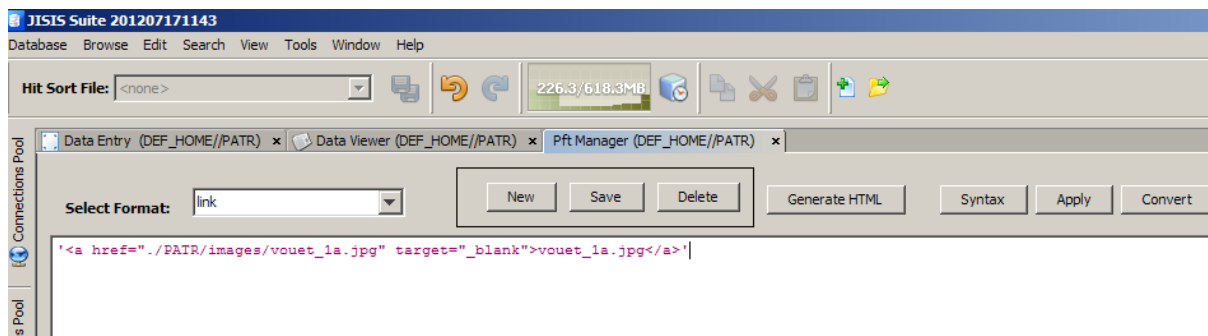 JISIS Suite 201207171143
Database Browse Edit Search View Tools Window Help
Hit Sort File: <none> 226.3/618.3MB
Data Entry (DEF_HOME//PATR) x Data Viewer (DEF_HOME//PATR) x Pft Manager (DEF_HOME//PATR) x
Connections Pool
Select Format: link New Save Delete Generate HTML Syntax Apply Convert
'<a href="./PATR/images/vouet_1a.jpg" target="_blank">vouet_1a.jpg</a>'
s Pool